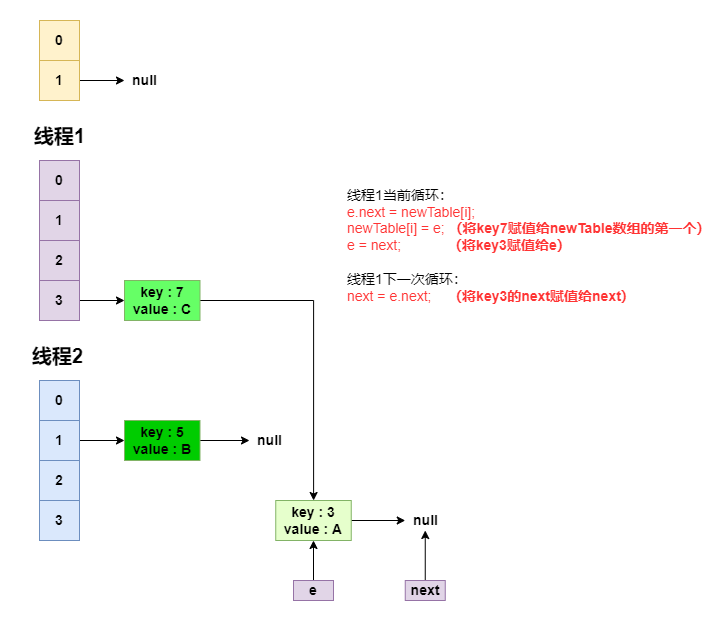 0
1
null
线程1
0
1
2
3
key : 7
value : C
线程1当前循环:
e.next = newTable[i];
newTable[i] = e; （将key7赋值给newTable数组的第一个）
e = next; （将key3赋值给e）
线程1下一次循环:
next = e.next; （将key3的next赋值给next）
线程2
0
1
2
3
key : 5
value : B
null
key : 3
value : A
null
e
next